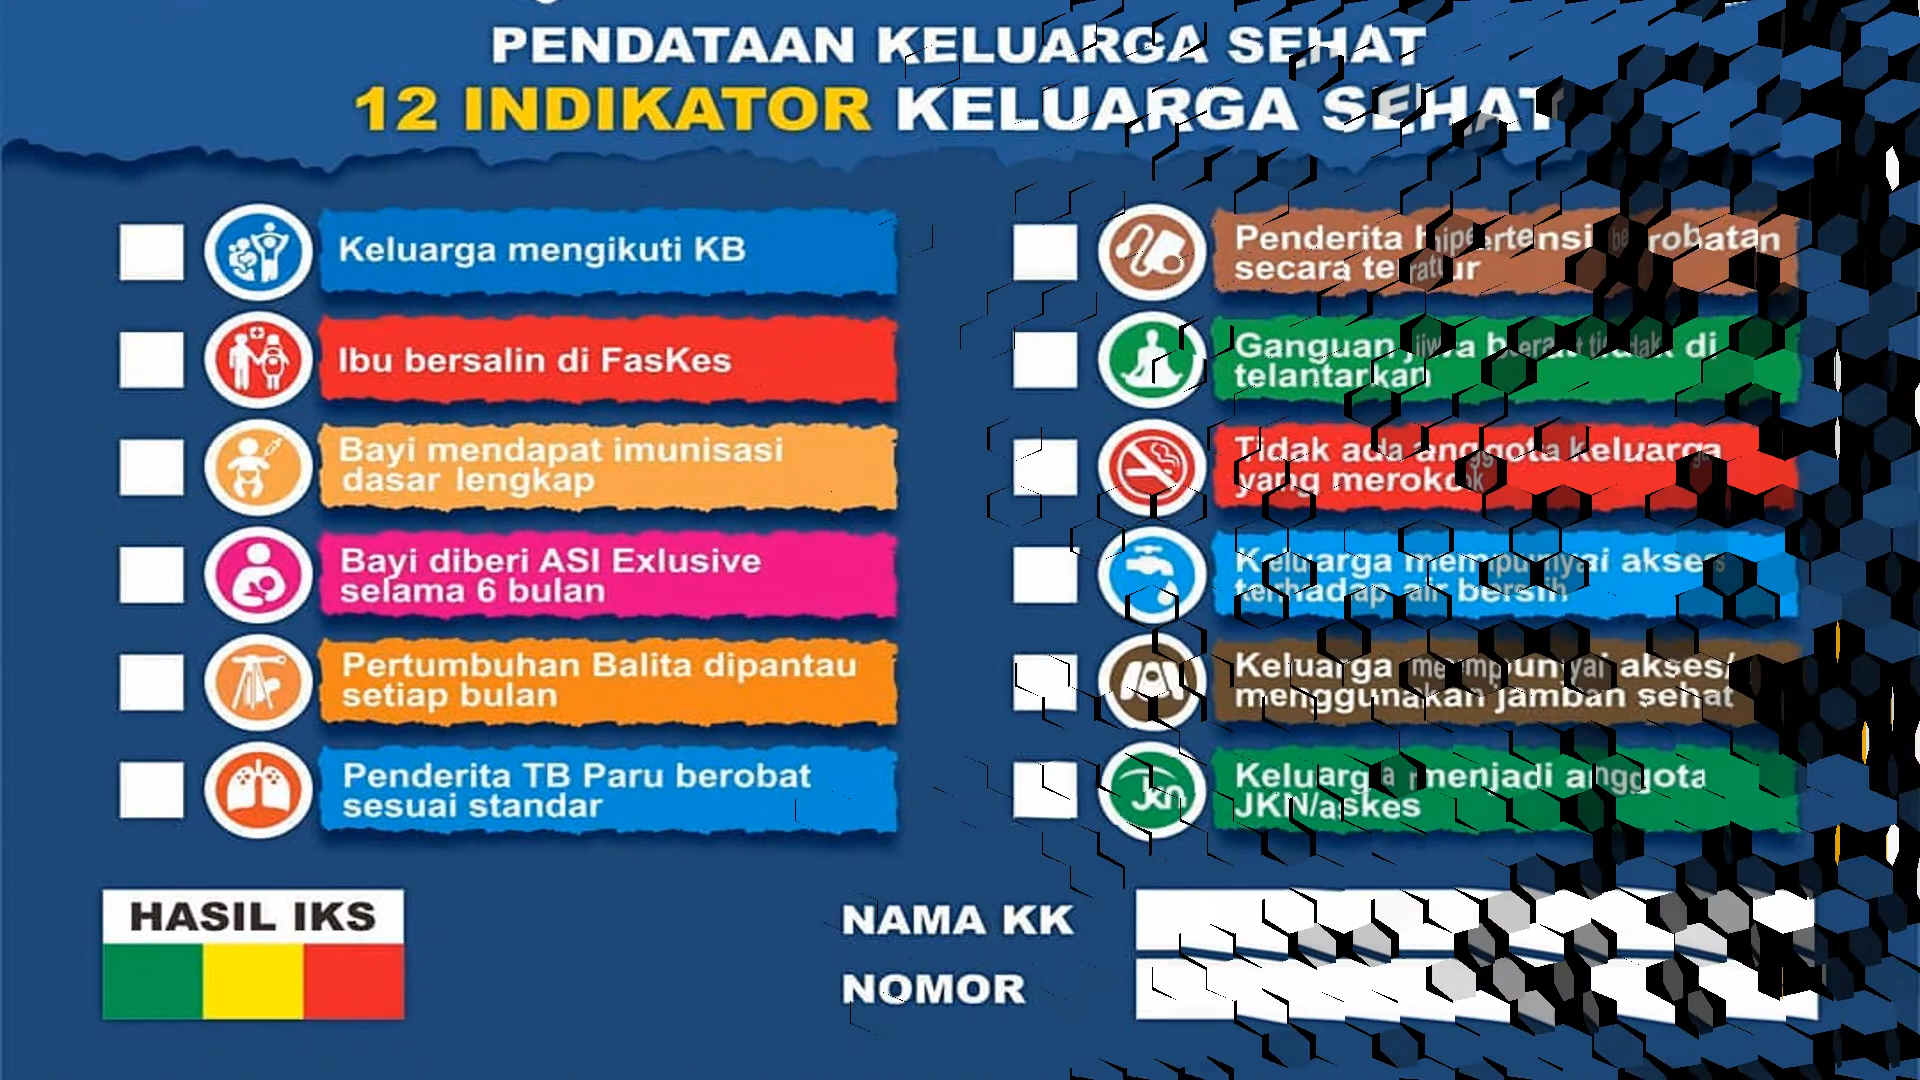 PENDATAAN KELUARGA SEHAT
12 INDIKATOR KELUARGA SEHAT
Keluarga mengikuti KB
Ibu bersalin di FasKes
Bayi mendapat imunisasi
dasar lengkap
Bayi diberi ASI Exlusive
selama 6 bulan
Pertumbuhan Balita dipantau
setiap bulan
Penderita TB Paru berobat
sesuai standar
Penderita hipertensi berobatan
secara teratur
Ganguan jiwa berat tidak di
telantarkan
Tidak ada anggota keluarga
yang merokok
Keluarga mempunyai akses
terhadap air bersih
Keluarga mempunyai akses/
menggunakan jamban sehat
Jkn
Keluarga menjadi anggota
JKN/askes
HASIL IKS
NAMA KK
NOMOR